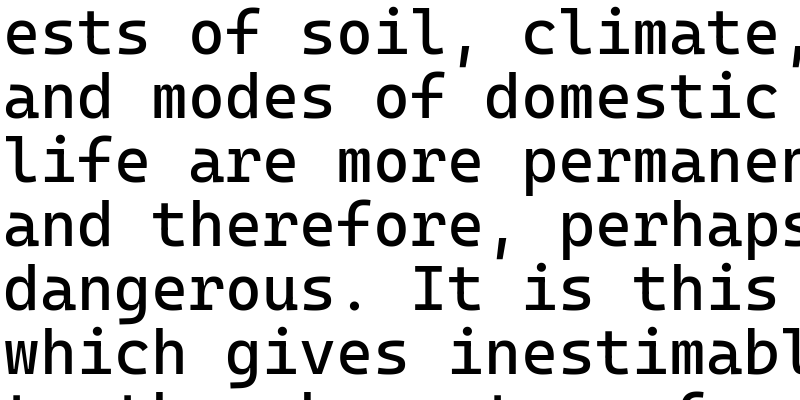 ests of soil, climate,
and modes of domestic
life are more permanen
and therefore, perhaps
dangerous. It is this
which gives inestimabl